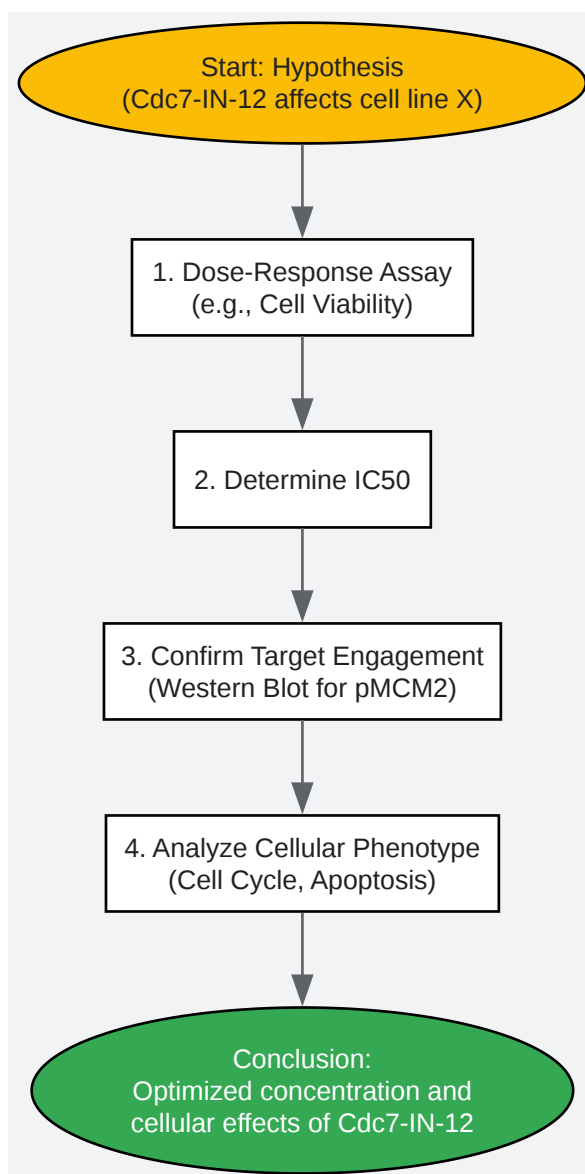 Start: Hypothesis
(Cdc7-IN-12 affects cell line X)
1. Dose-Response Assay
(e.g., Cell Viability)
2. Determine IC50
3. Confirm Target Engagement
(Western Blot for pMCM2)
4. Analyze Cellular Phenotype
(Cell Cycle, Apoptosis)
Conclusion:
Optimized concentration and
cellular effects of Cdc7-IN-12